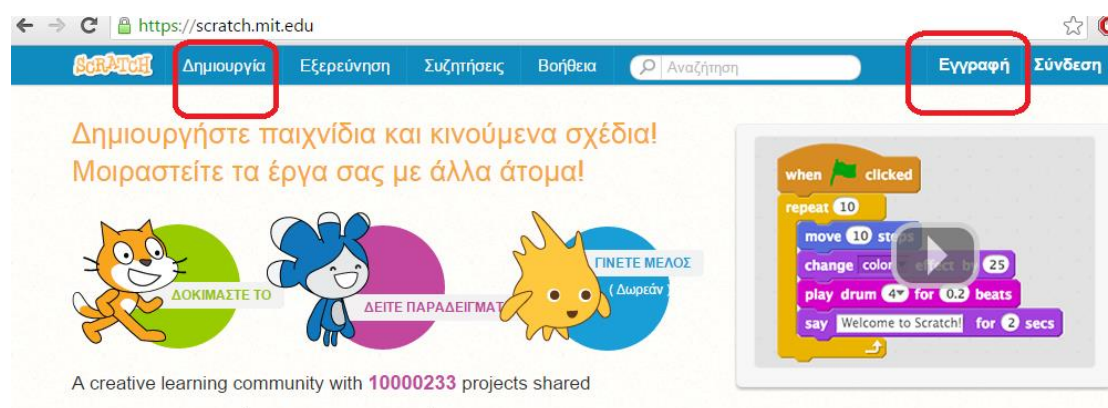 https://scratch.mit.edu
SCRATCH Δημιουργία Εξερεύνηση Συζητήσεις Βοήθεια Αναζήτηση Εγγραφή Σύνδεση
Δημιουργήστε παιχνίδια και κινούμενα σχέδια!
Μοιραστείτε τα έργα σας με άλλα άτομα!
ΔΟΚΙΜΑΣΤΕ ΤΟ
ΔΕΙΤΕ ΠΑΡΑΔΕΙΓΜΑΤ
ΓΙΝΕΤΕ ΜΕΛΟΣ
( Δωρεάν )
A creative learning community with 10000233 projects shared
when clicked
repeat 10
move 10 steps
change color effect by 25
play drum 4 for 0.2 beats
say Welcome to Scratch! for 2 secs